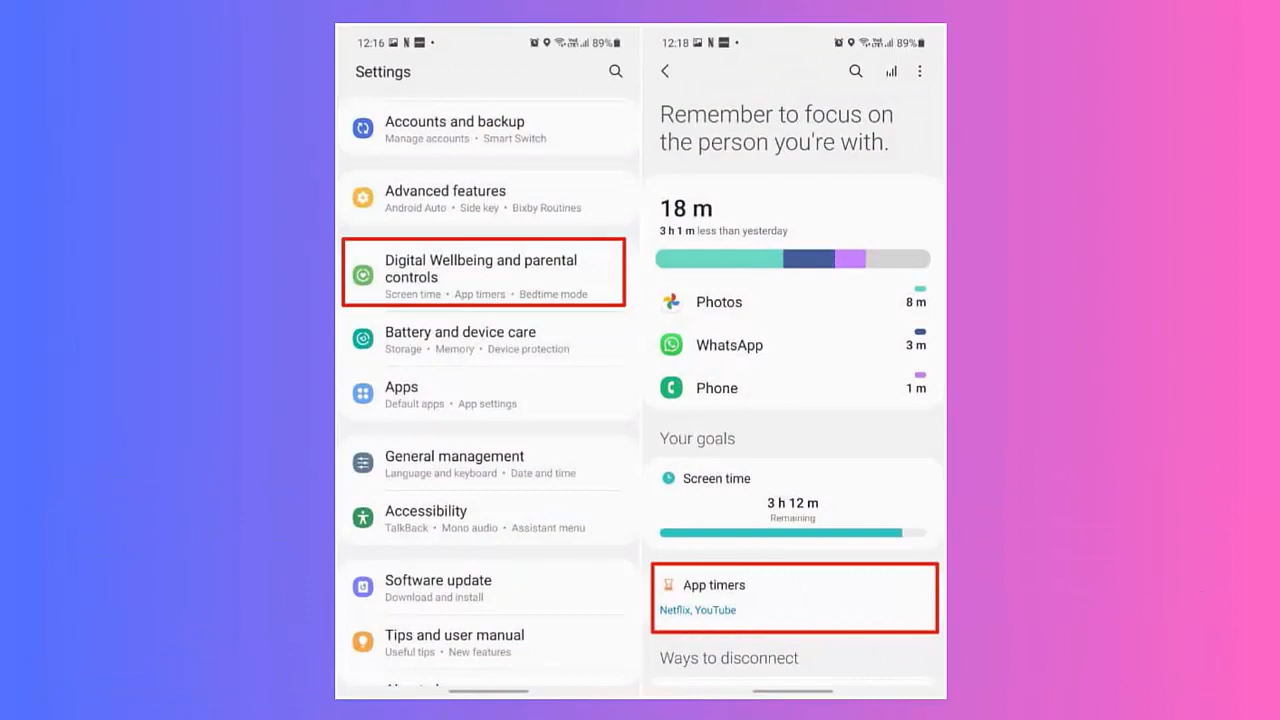 12:16
89%
Settings
Accounts and backup
Manage accounts • Smart Switch
Advanced features
Android Auto • Side key • Bixby Routines
Digital Wellbeing and parental
controls
Screen time • App timers • Bedtime mode
Battery and device care
Storage • Memory • Device protection
Apps
Default apps • App settings
General management
Language and keyboard • Date and time
Accessibility
TalkBack • Mono audio • Assistant menu
Software update
Download and install
Tips and user manual
Useful tips • New features
12:18
89%
Remember to focus on
the person you're with.
18 m
3 h 1 m less than yesterday
Photos
8 m
WhatsApp
3 m
Phone
1 m
Your goals
Screen time
3 h 12 m
Remaining
App timers
Netflix, YouTube
Ways to disconnect